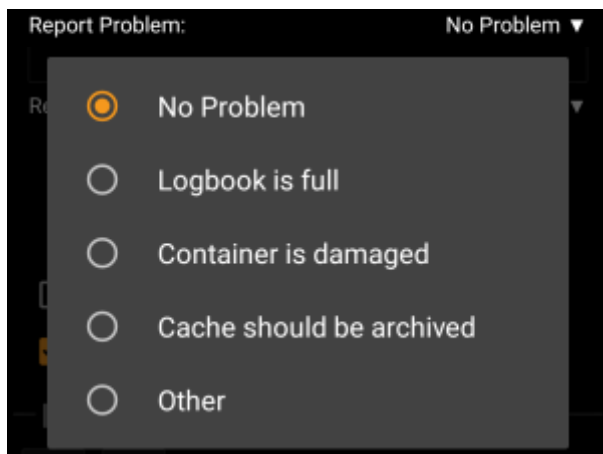 Report Problem: No Problem ▼
No Problem
Logbook is full
Container is damaged
Cache should be archived
Other